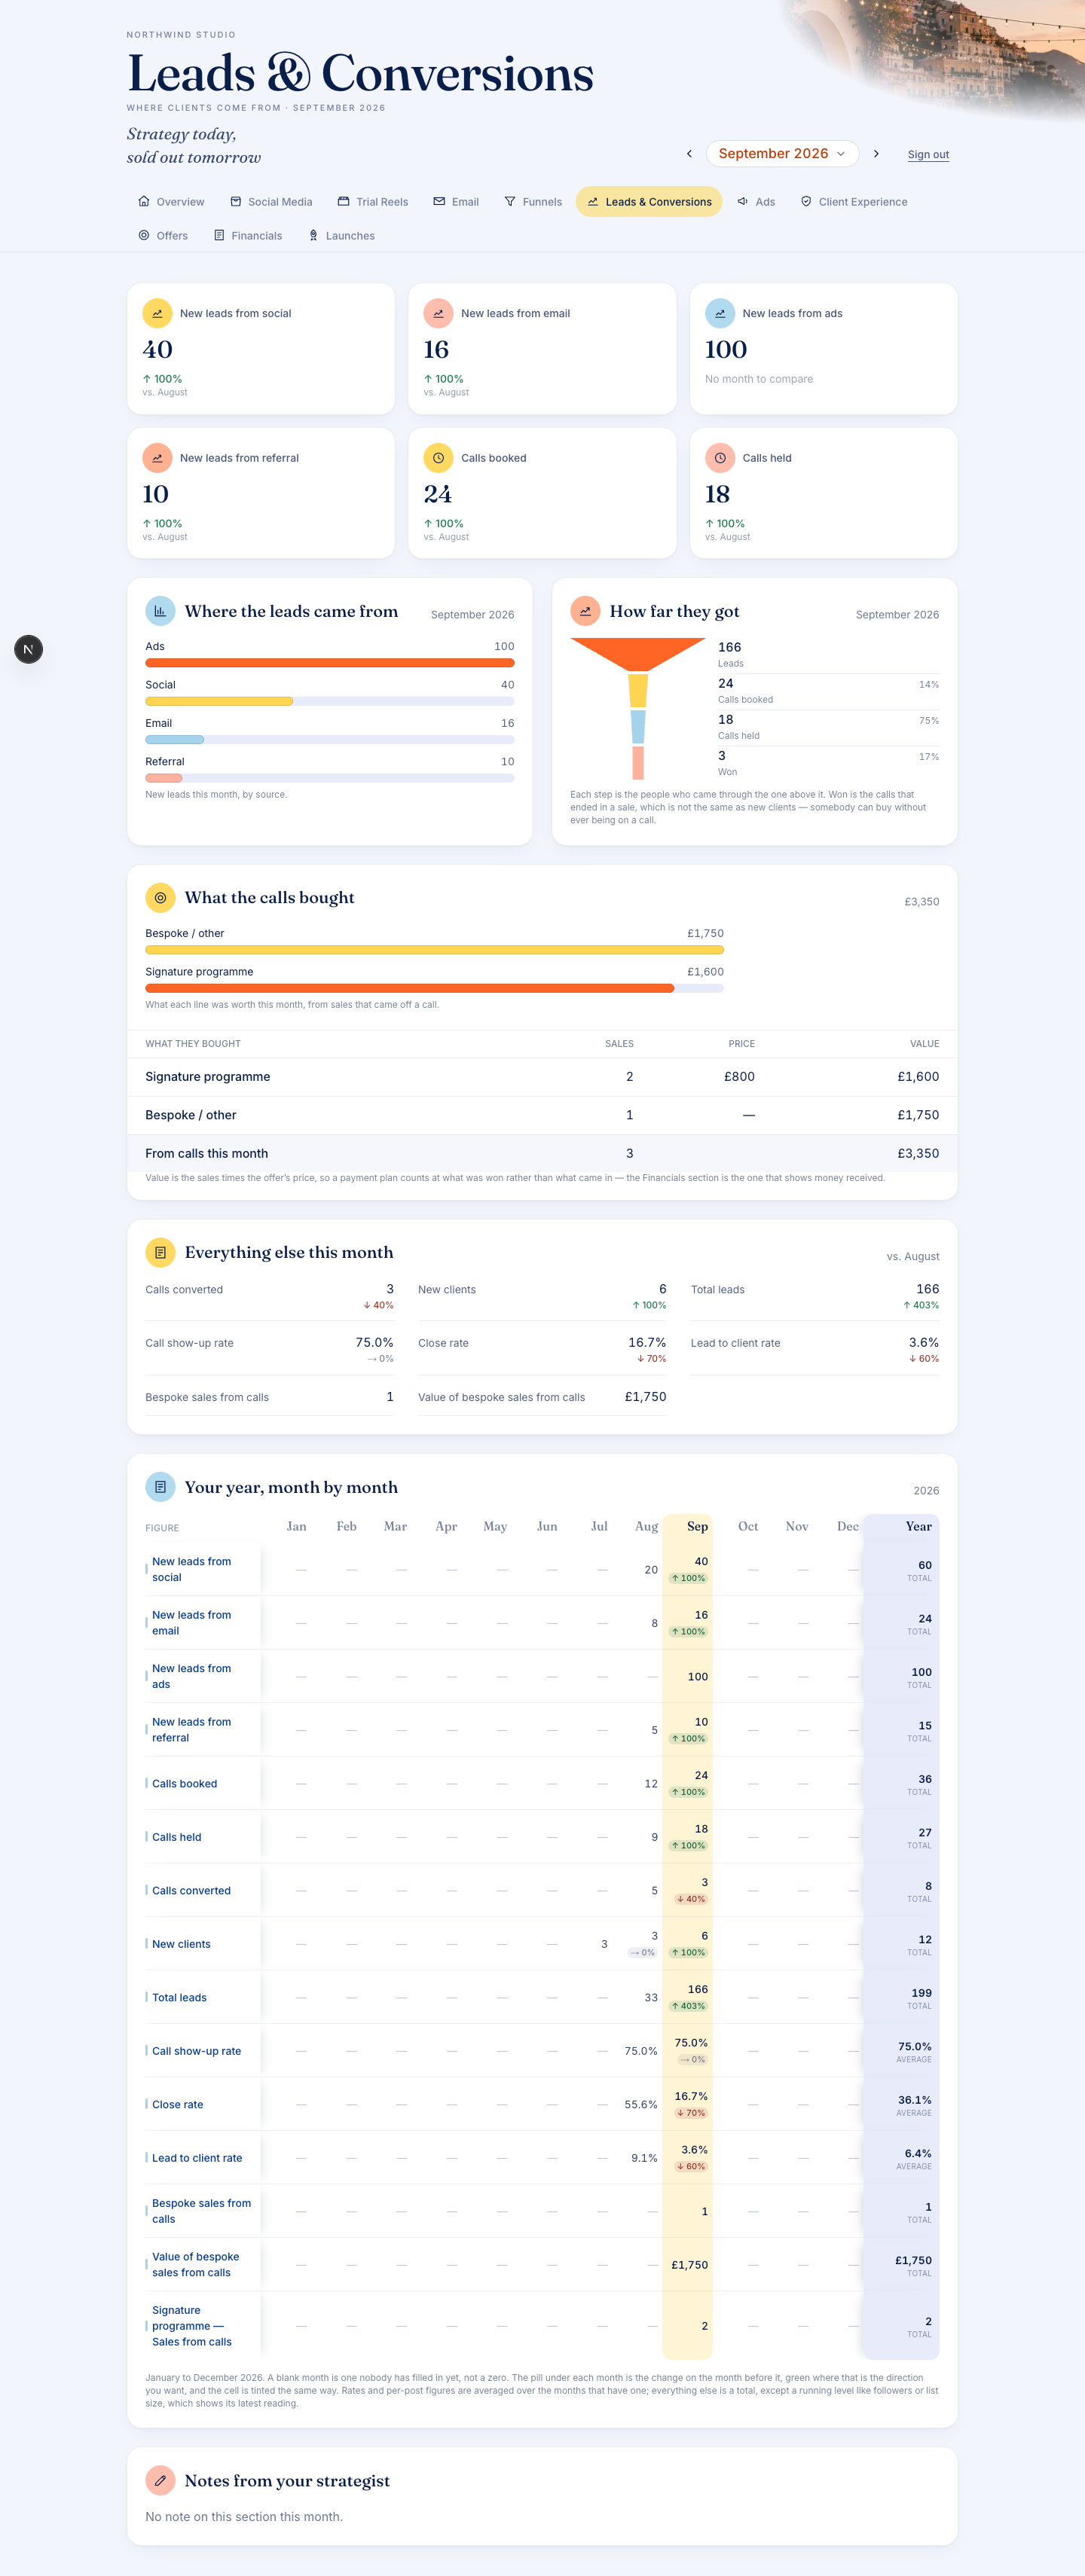 NORTHWIND STUDIO
Leads & Conversions
WHERE CLIENTS COME FROM · SEPTEMBER 2026
Strategy today,
sold out tomorrow
September 2026
Sign out
Overview
Social Media
Trial Reels
Email
Funnels
Leads & Conversions
Ads
Client Experience
Offers
Financials
Launches
New leads from social
40
↑ 100%
vs. August
New leads from email
16
↑ 100%
vs. August
New leads from ads
100
No month to compare
New leads from referral
10
↑ 100%
vs. August
Calls booked
24
↑ 100%
vs. August
Calls held
18
↑ 100%
vs. August
N
Where the leads came from
September 2026
Ads 100
Social 40
Email 16
Referral 10
New leads this month, by source.
How far they got
September 2026
166
Leads
24 14%
Calls booked
18 75%
Calls held
3 17%
Won
Each step is the people who came through the one above it. Won is the calls that
ended in a sale, which is not the same as new clients — somebody can buy without
ever being on a call.
What the calls bought
£3,350
Bespoke / other £1,750
Signature programme £1,600
What each line was worth this month, from sales that came off a call.
WHAT THEY BOUGHT SALES PRICE VALUE
Signature programme 2 £800 £1,600
Bespoke / other 1 — £1,750
From calls this month 3 £3,350
Value is the sales times the offer's price, so a payment plan counts at what was won rather than what came in — the Financials section is the one that shows money received.
Everything else this month
vs. August
Calls converted 3
↓ 40%
New clients 6
↑ 100%
Total leads 166
↑ 403%
Call show-up rate 75.0%
→ 0%
Close rate 16.7%
↓ 70%
Lead to client rate 3.6%
↓ 60%
Bespoke sales from calls 1
Value of bespoke sales from calls £1,750
Your year, month by month
2026
FIGURE Jan Feb Mar Apr May Jun Jul Aug Sep Oct Nov Dec Year
New leads from
social
— — — — — — — 20 40 — — — 60
↑ 100% TOTAL
New leads from
email
— — — — — — — 8 16 — — — 24
↑ 100% TOTAL
New leads from
ads
— — — — — — — — 100 — — — 100
TOTAL
New leads from
referral
— — — — — — — 5 10 — — — 15
↑ 100% TOTAL
Calls booked — — — — — — — 12 24 — — — 36
↑ 100% TOTAL
Calls held — — — — — — — 9 18 — — — 27
↑ 100% TOTAL
Calls converted — — — — — — — 5 3 — — — 8
↓ 40% TOTAL
New clients — — — — — — 3 3 6 — — — 12
→ 0% ↑ 100% TOTAL
Total leads — — — — — — — 33 166 — — — 199
↑ 403% TOTAL
Call show-up rate — — — — — — — 75.0% 75.0% — — — 75.0%
→ 0% AVERAGE
Close rate — — — — — — — 55.6% 16.7% — — — 36.1%
↓ 70% AVERAGE
Lead to client rate — — — — — — — 9.1% 3.6% — — — 6.4%
↓ 60% AVERAGE
Bespoke sales from
calls
— — — — — — — — 1 — — — 1
TOTAL
Value of bespoke
sales from calls
— — — — — — — — £1,750 — — — £1,750
TOTAL
Signature
programme —
Sales from calls
— — — — — — — — 2 — — — 2
TOTAL
January to December 2026. A blank month is one nobody has filled in yet, not a zero. The pill under each month is the change on the month before it, green where that is the direction
you want, and the cell is tinted the same way. Rates and per-post figures are averaged over the months that have one; everything else is a total, except a running level like followers or list
size, which shows its latest reading.
Notes from your strategist
No note on this section this month.